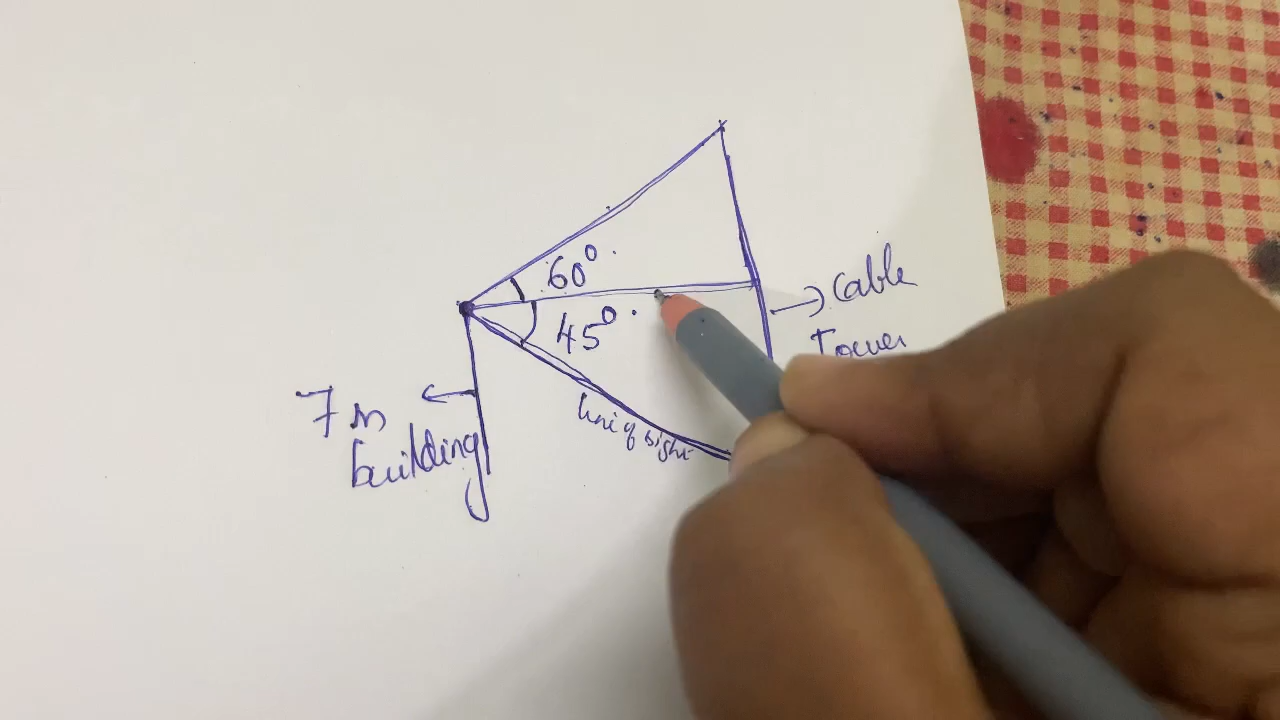 60°
45°
→ Cable
Tower
7 m ←
building
line of sight